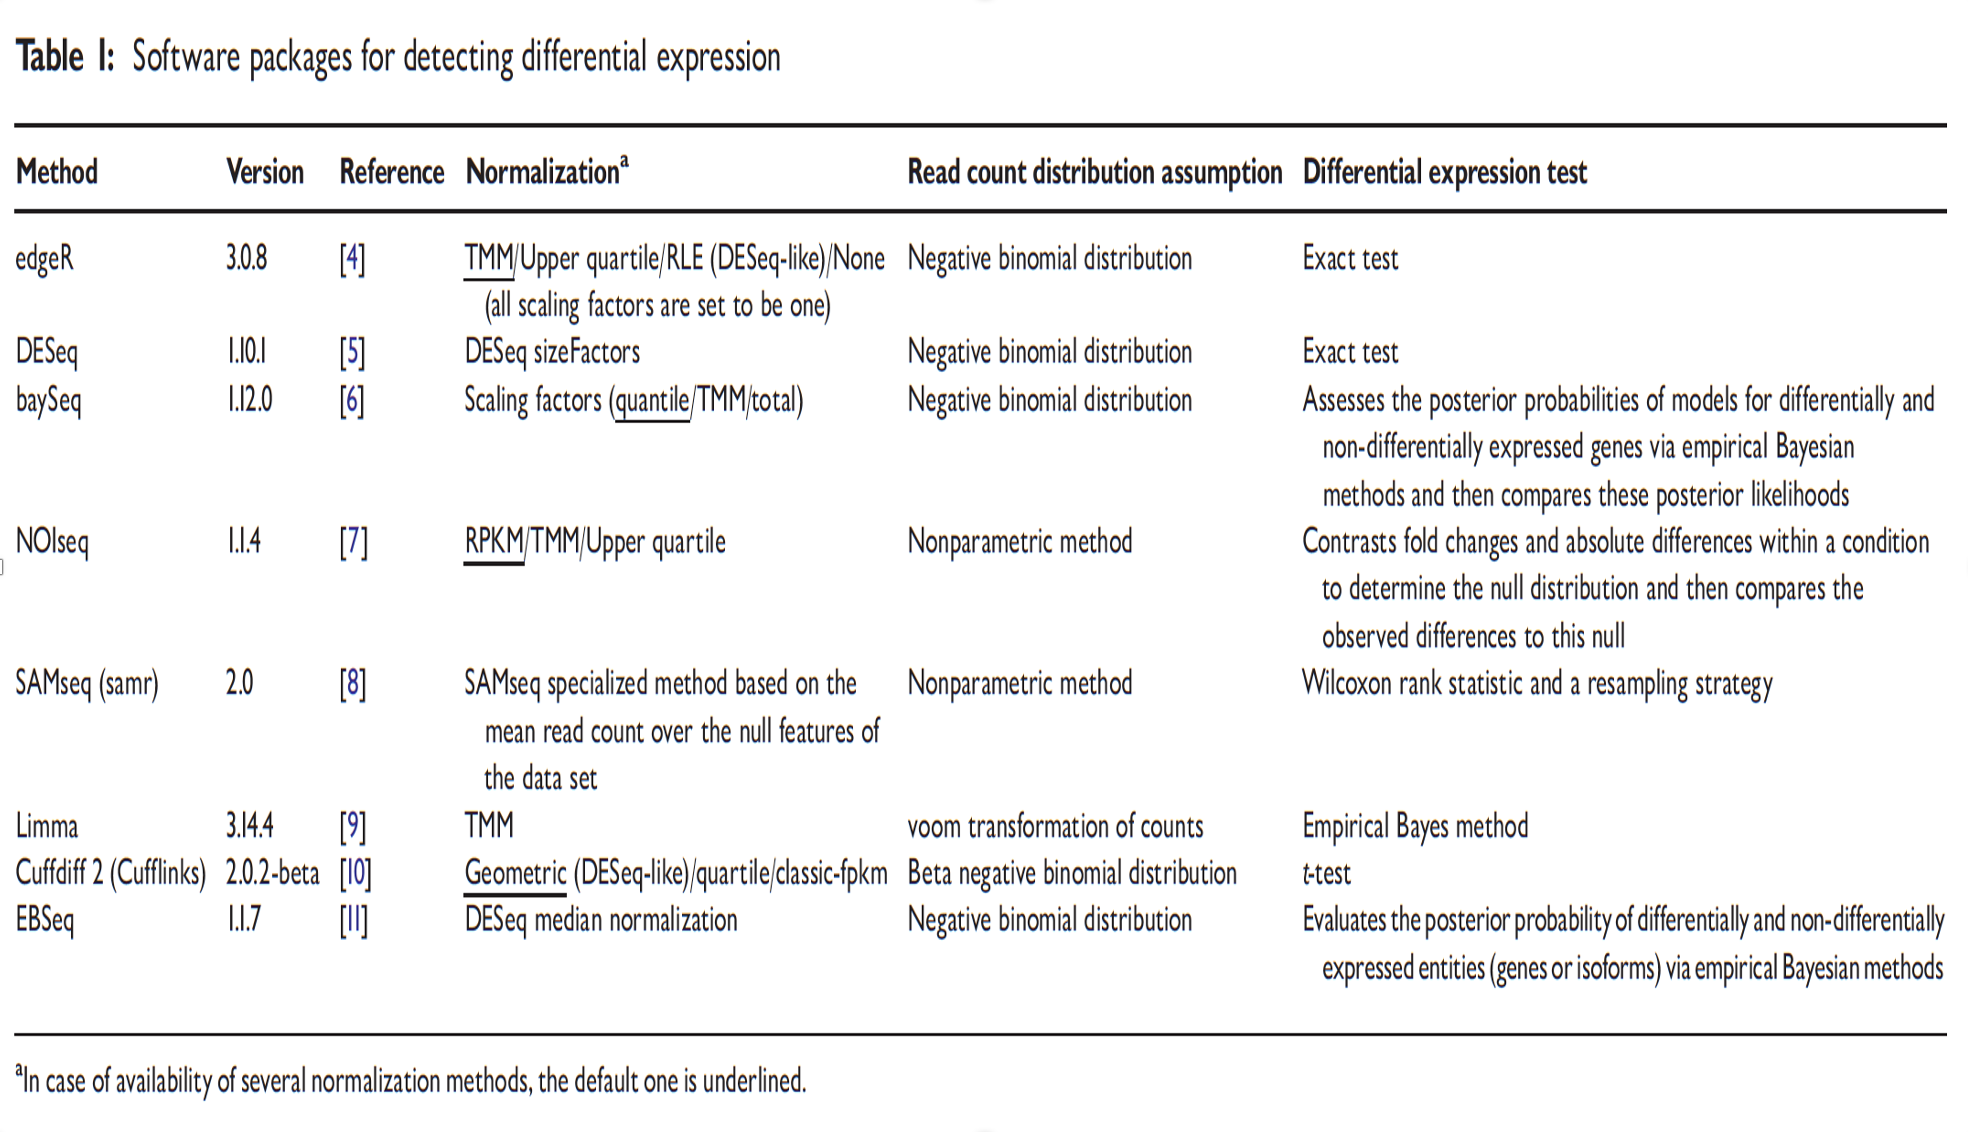 Table 1: Software packages for detecting differential expression
Method Version Reference Normalizationa Read count distribution assumption Differential expression test
edgeR 3.0.8 [4] TMM/Upper quartile/RLE (DESeq-like)/None Negative binomial distribution Exact test
(all scaling factors are set to be one)
DESeq 1.10.1 [5] DESeq sizeFactors Negative binomial distribution Exact test
baySeq 1.12.0 [6] Scaling factors (quantile/TMM/total) Negative binomial distribution Assesses the posterior probabilities of models for differentially and
non-differentially expressed genes via empirical Bayesian
methods and then compares these posterior likelihoods
NOIseq 1.1.4 [7] RPKM/TMM/Upper quartile Nonparametric method Contrasts fold changes and absolute differences within a condition
to determine the null distribution and then compares the
observed differences to this null
SAMseq (samr) 2.0 [8] SAMseq specialized method based on the Nonparametric method Wilcoxon rank statistic and a resampling strategy
mean read count over the null features of
the data set
Limma 3.14.4 [9] TMM voom transformation of counts Empirical Bayes method
Cuffdiff 2 (Cufflinks) 2.0.2-beta [10] Geometric (DESeq-like)/quartile/classic-fpkm Beta negative binomial distribution t-test
EBSeq 1.1.7 [11] DESeq median normalization Negative binomial distribution Evaluates the posterior probability of differentially and non-differentially
expressed entities (genes or isoforms) via empirical Bayesian methods
aIn case of availability of several normalization methods, the default one is underlined.